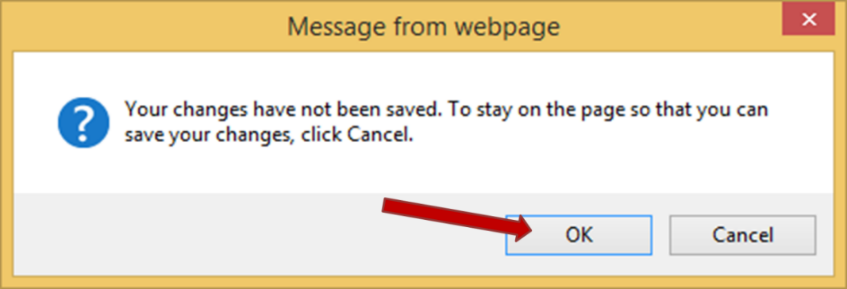 Message from webpage
Your changes have not been saved. To stay on the page so that you can
save your changes, click Cancel.
OK
Cancel